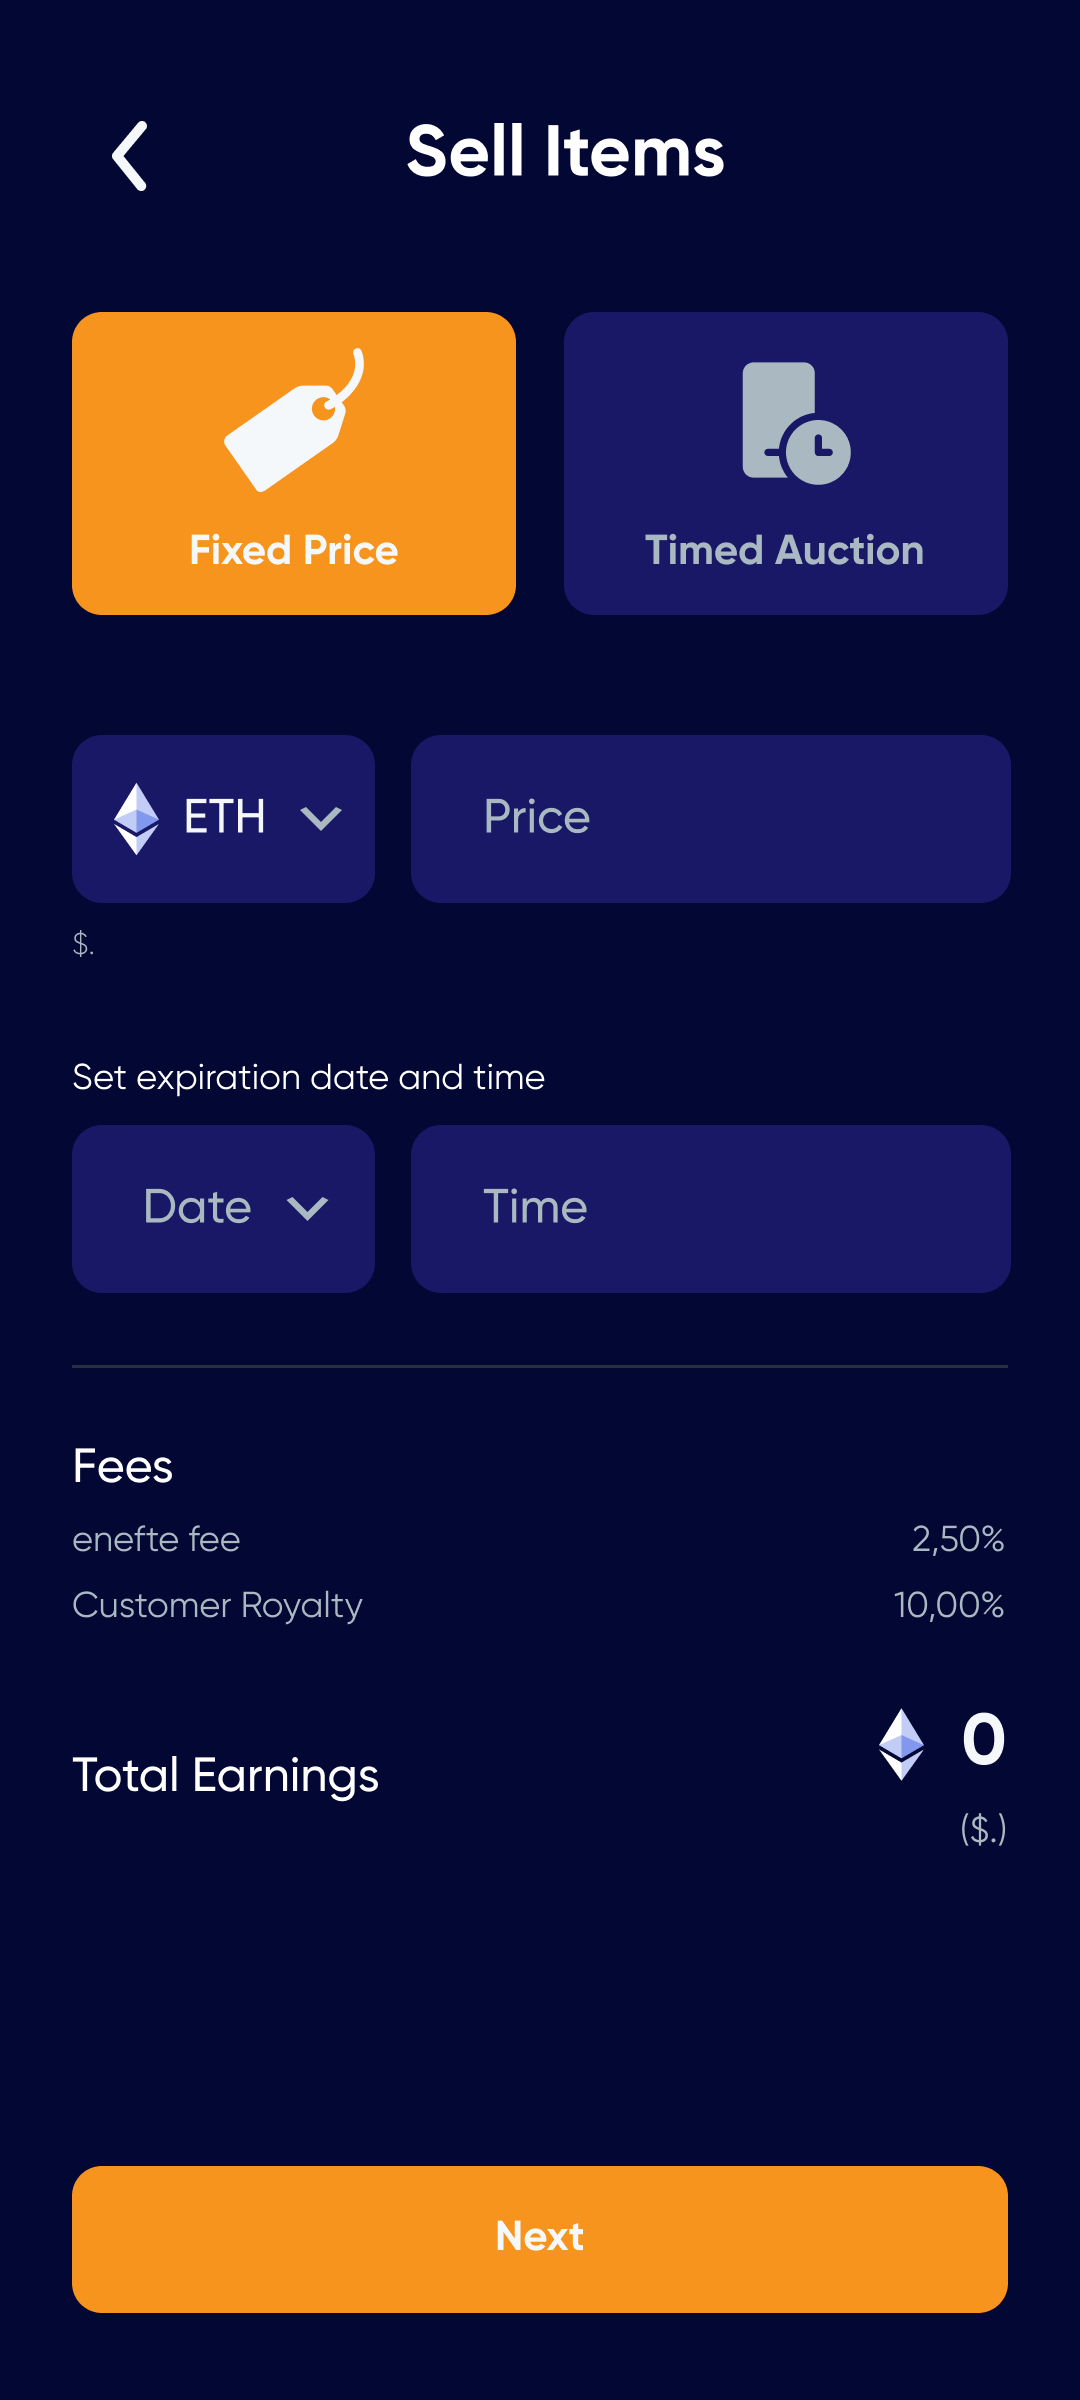 Sell Items
Fixed Price
Timed Auction
ETH
Price
$.
Set expiration date and time
Date
Time
Fees
enefte fee 2,50%
Customer Royalty 10,00%
Total Earnings 0
($.)
Next